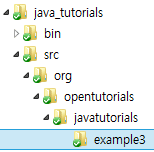 java_tutorials
bin
src
org
opentutorials
javatutorials
example3